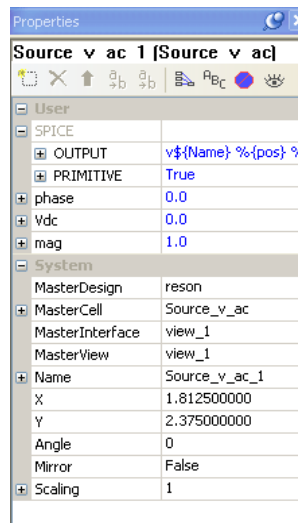 Properties
Source v ac 1 (Source v ac)
a b a b ABC
User
SPICE
OUTPUT v${Name} %{pos} %
PRIMITIVE True
phase 0.0
Vdc 0.0
mag 1.0
System
MasterDesign reson
MasterCell Source_v_ac
MasterInterface view_1
MasterView view_1
Name Source_v_ac_1
X 1.812500000
Y 2.375000000
Angle 0
Mirror False
Scaling 1